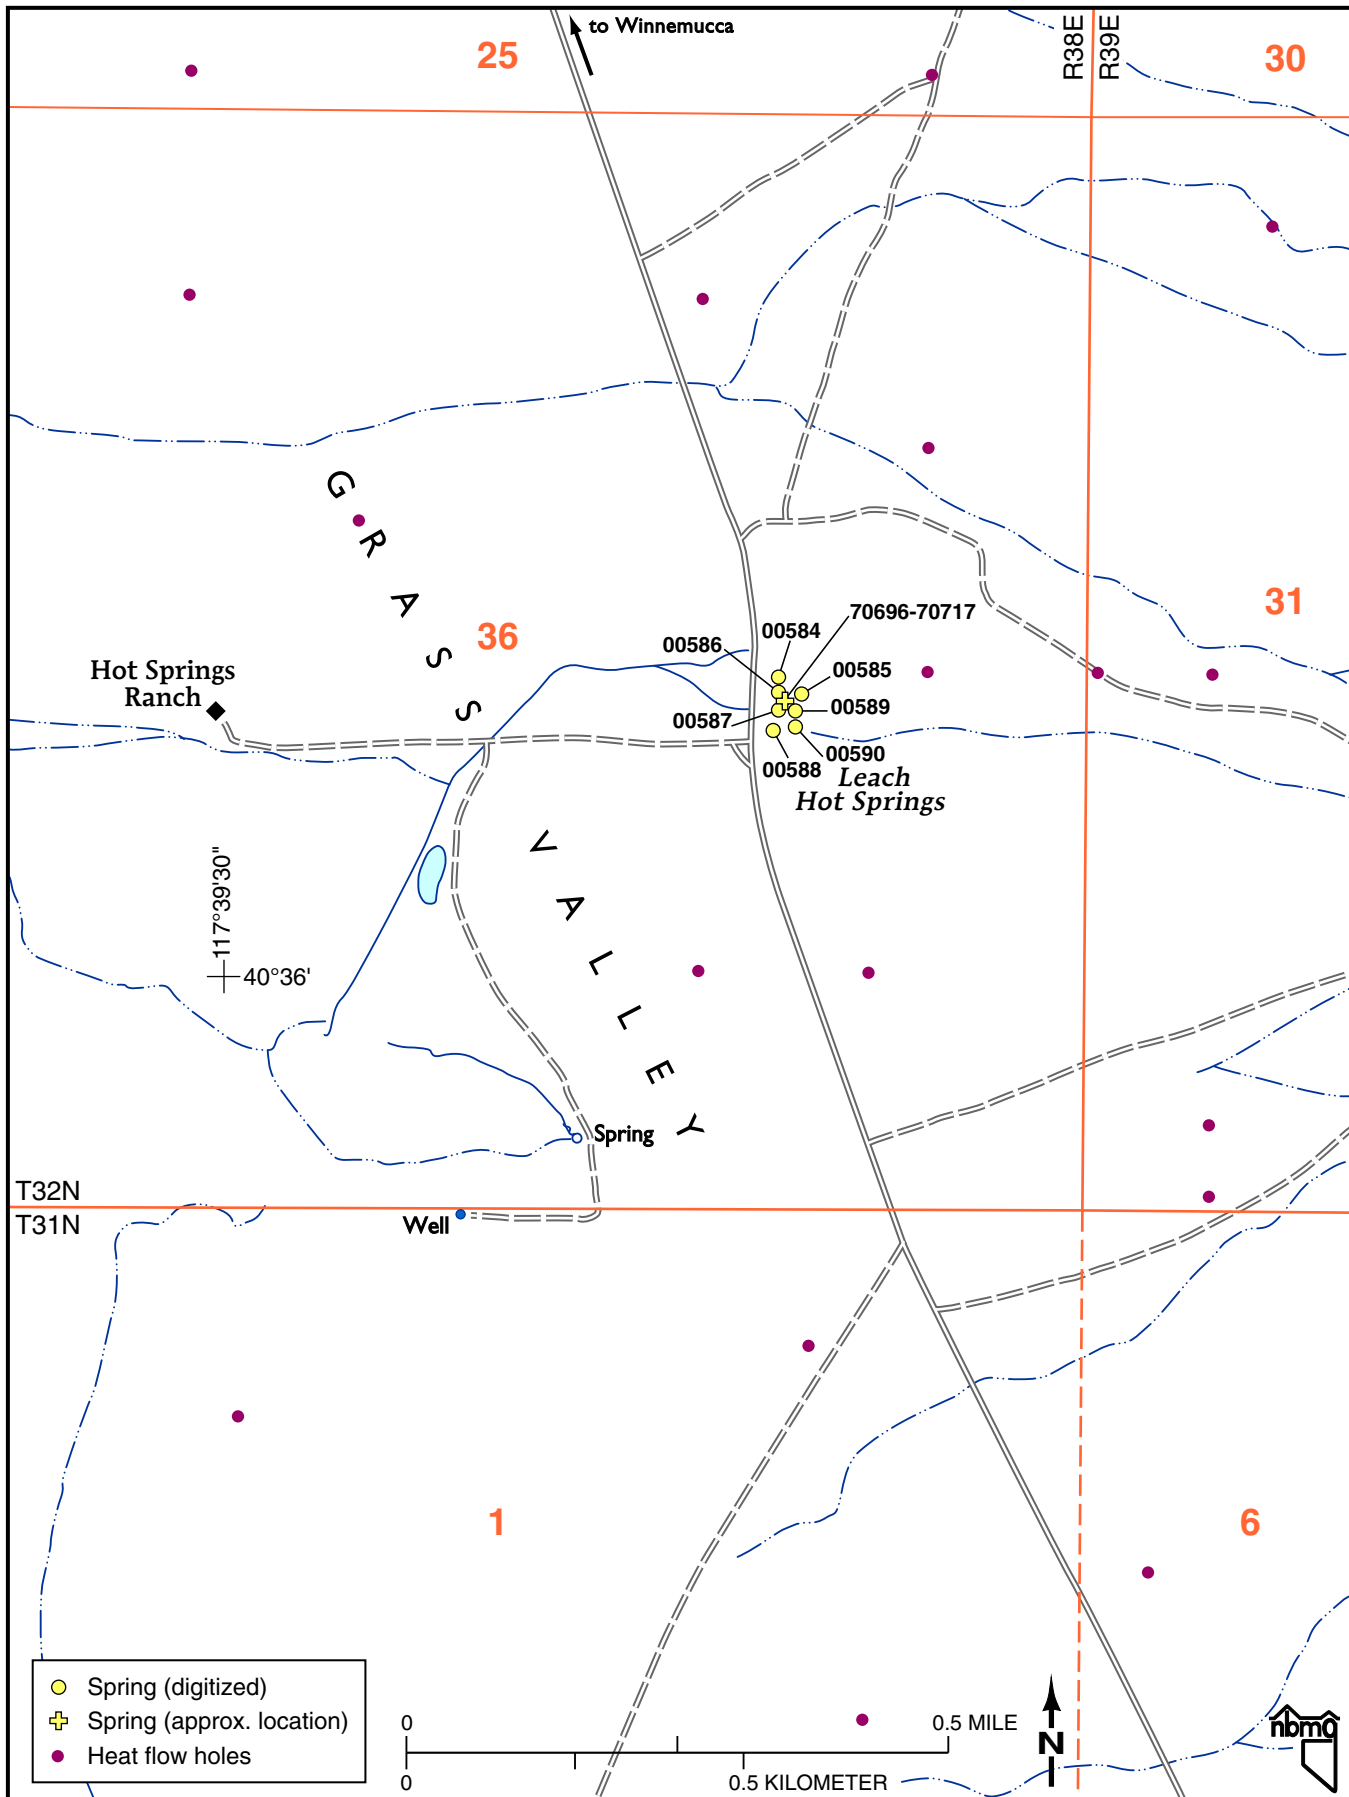 to Winnemucca
25
R38E
R39E
30
GRASS
36
31
70696-70717
00584
00586
00585
00589
00587
00590
00588
Leach
Hot Springs
Hot Springs
Ranch
VALLEY
117°39'30"
40°36'
Spring
T32N
T31N
Well
1
6
Spring (digitized)
Spring (approx. location)
Heat flow holes
0
0.5 MILE
0
0.5 KILOMETER
N
nbmg